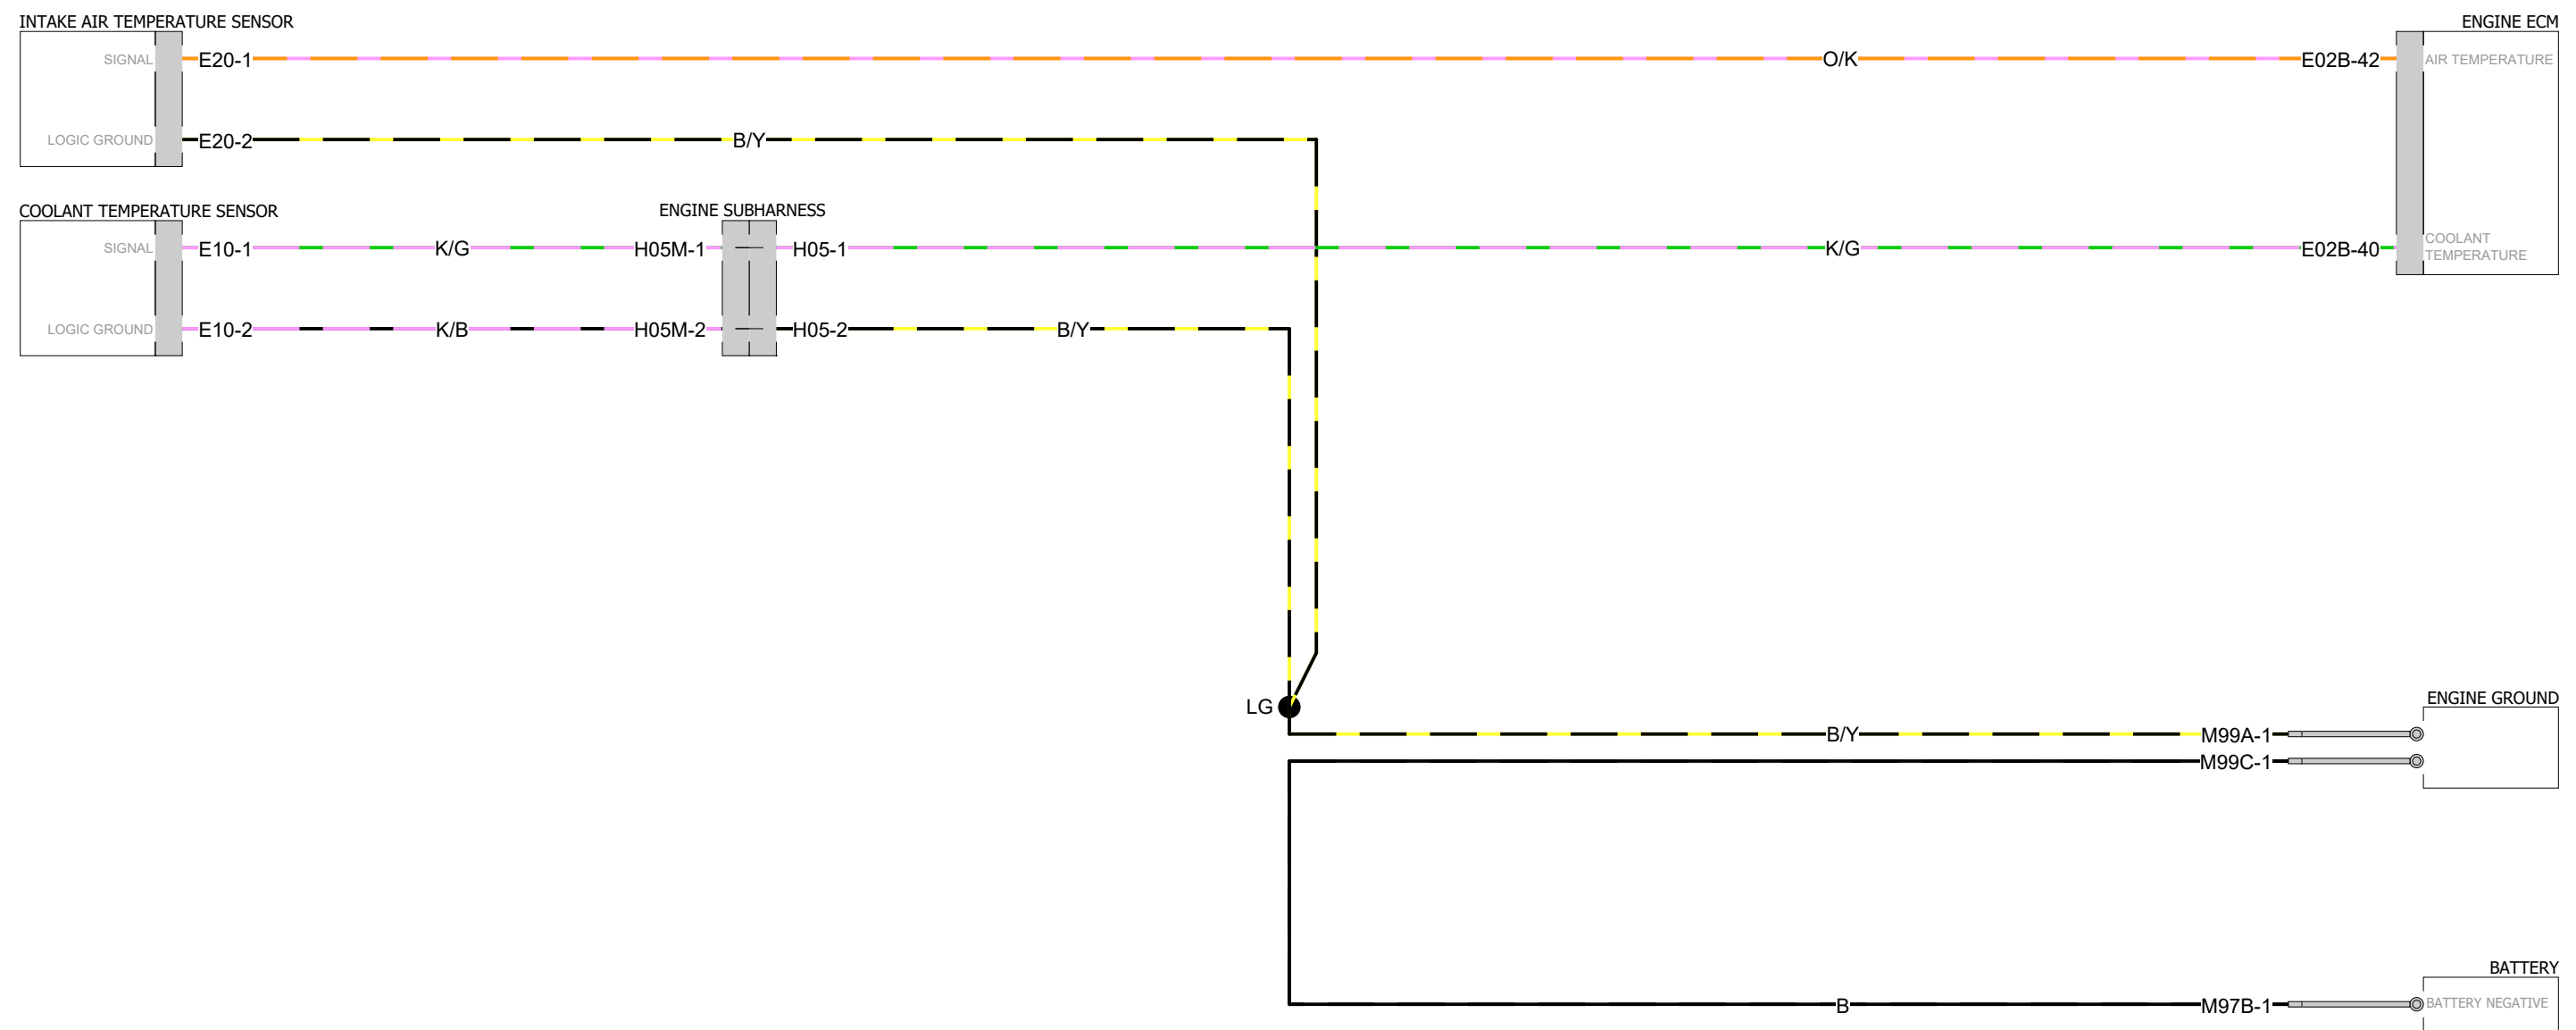 INTAKE AIR TEMPERATURE SENSOR
ENGINE ECM
SIGNAL
E20-1
O/K
E02B-42
AIR TEMPERATURE
LOGIC GROUND
E20-2
B/Y
COOLANT TEMPERATURE SENSOR
ENGINE SUBHARNESS
SIGNAL
E10-1
K/G
H05M-1
H05-1
K/G
E02B-40
COOLANT
TEMPERATURE
LOGIC GROUND
E10-2
K/B
H05M-2
H05-2
B/Y
LG
ENGINE GROUND
B/Y
M99A-1
M99C-1
BATTERY
B
M97B-1
BATTERY NEGATIVE